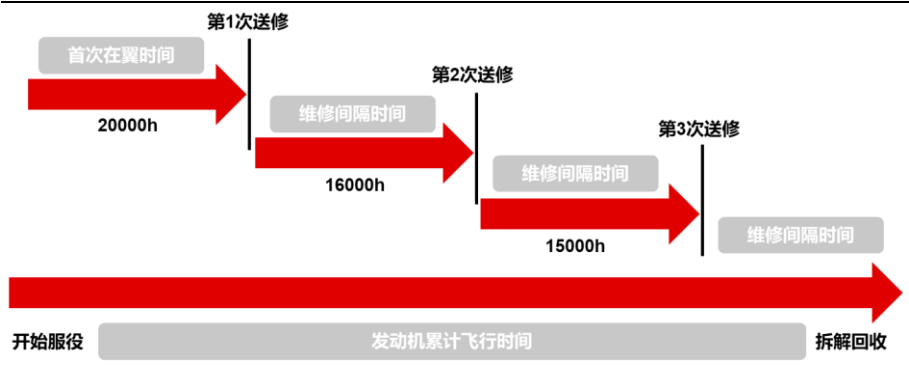 第1次送修
首次在翼时间
20000h
第2次送修
维修间隔时间
16000h
第3次送修
维修间隔时间
15000h
维修间隔时间
开始服役
发动机累计飞行时间
拆解回收